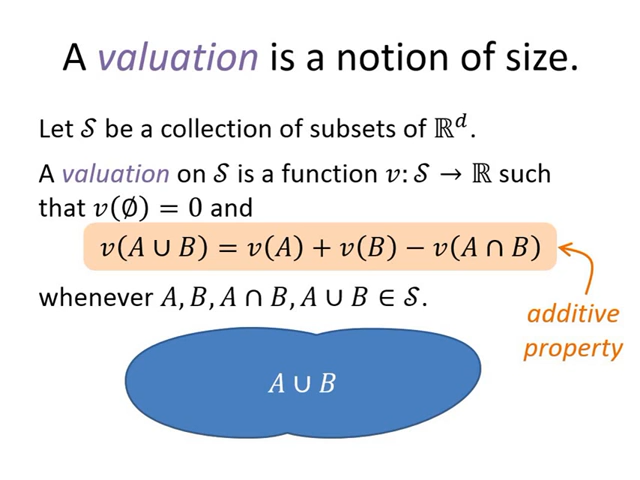 A valuation is a notion of size.
Let 𝒮 be a collection of subsets of ℝᵈ.
A valuation on 𝒮 is a function 𝑣: 𝒮 → ℝ such
that 𝑣(∅) = 0 and
𝑣(𝐴 ∪ 𝐵) = 𝑣(𝐴) + 𝑣(𝐵) − 𝑣(𝐴 ∩ 𝐵)
whenever 𝐴, 𝐵, 𝐴 ∩ 𝐵, 𝐴 ∪ 𝐵 ∈ 𝒮.
additive
property
𝐴 ∪ 𝐵